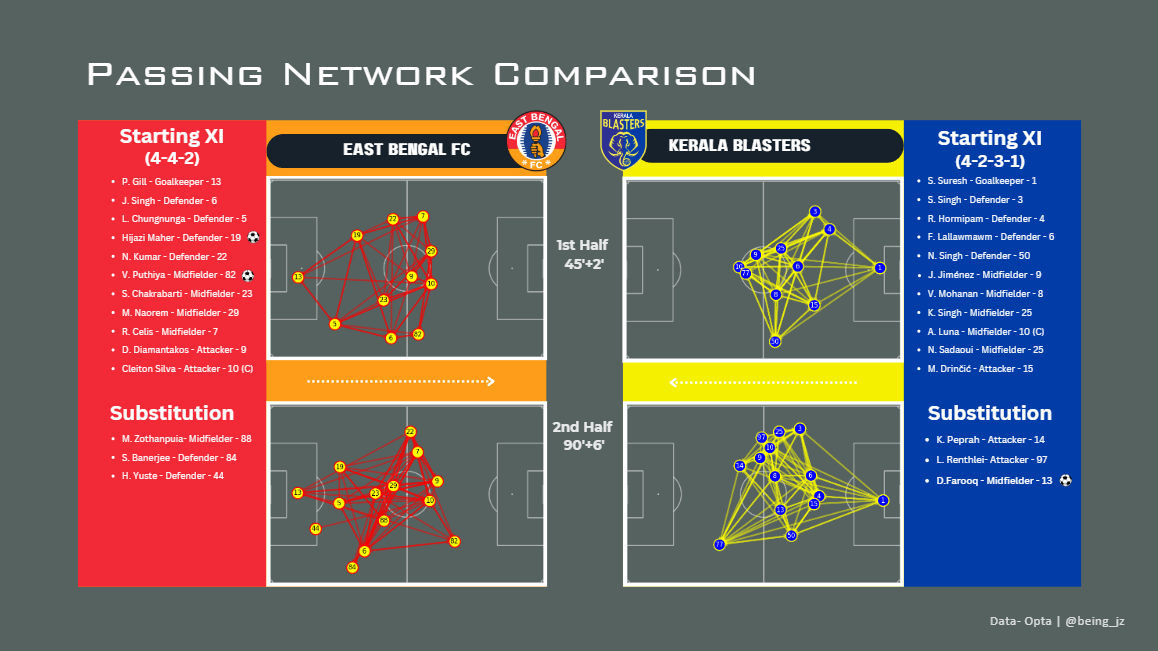 Passing Network Comparison
Starting XI
(4-4-2)
• P. Gill - Goalkeeper - 13
• J. Singh - Defender - 6
• L. Chungnunga - Defender - 5
• Hijazi Maher - Defender - 19
• N. Kumar - Defender - 22
• V. Puthiya - Midfielder - 82
• S. Chakrabarti - Midfielder - 23
• M. Naorem - Midfielder - 29
• R. Celis - Midfielder - 7
• D. Diamantakos - Attacker - 9
• Cleiton Silva - Attacker - 10 (C)
Substitution
• M. Zothanpuia- Midfielder - 88
• S. Banerjee - Defender - 84
• H. Yuste - Defender - 44
EAST BENGAL FC
EAST BENGAL
FC
22
7
19
29
13
9
10
23
5
6
82
22
7
19
9
29
13
23
10
5
88
44
82
6
84
1st Half
45'+2'
2nd Half
90'+6'
KERALA
BLASTERS
KERALA BLASTERS
3
4
25
9
10
6
1
77
8
15
50
3
25
97
10
9
14
8
6
4
1
15
13
50
77
Starting XI
(4-2-3-1)
• S. Suresh - Goalkeeper - 1
• S. Singh - Defender - 3
• R. Hormipam - Defender - 4
• F. Lallawmawm - Defender - 6
• N. Singh - Defender - 50
• J. Jiménez - Midfielder - 9
• V. Mohanan - Midfielder - 8
• K. Singh - Midfielder - 25
• A. Luna - Midfielder - 10 (C)
• N. Sadaoui - Midfielder - 25
• M. Drinčić - Attacker - 15
Substitution
• K. Peprah - Attacker - 14
• L. Renthlei- Attacker - 97
• D.Farooq - Midfielder - 13
Data- Opta | @being_jz